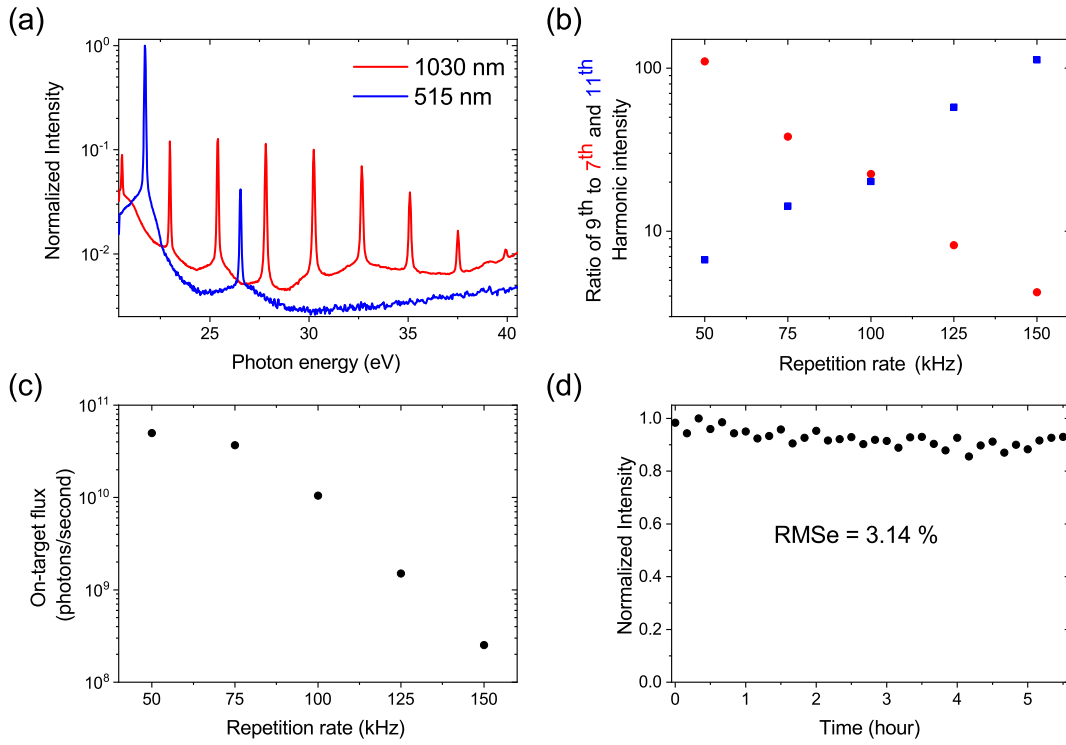 (a)
10⁰
10⁻¹
10⁻²
Normalized Intensity
1030 nm
515 nm
25
30
35
40
Photon energy (eV)
(b)
100
10
Ratio of 9th to 7th and 11th
Harmonic intensity
50
75
100
125
150
Repetition rate (kHz)
(c)
10¹¹
10¹⁰
10⁹
10⁸
On-target flux
(photons/second)
50
75
100
125
150
Repetition rate (kHz)
(d)
1.0
0.8
0.6
0.4
0.2
0.0
Normalized Intensity
RMSe = 3.14 %
0
1
2
3
4
5
Time (hour)